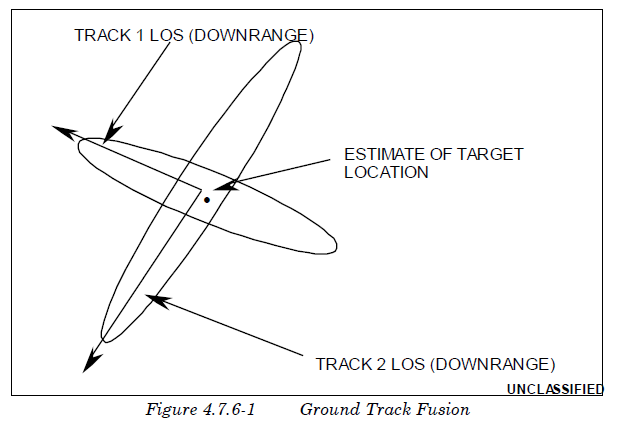 TRACK 1 LOS (DOWNRANGE)
ESTIMATE OF TARGET
LOCATION
TRACK 2 LOS (DOWNRANGE)
UNCLASSIFIED
Figure 4.7.6-1 Ground Track Fusion